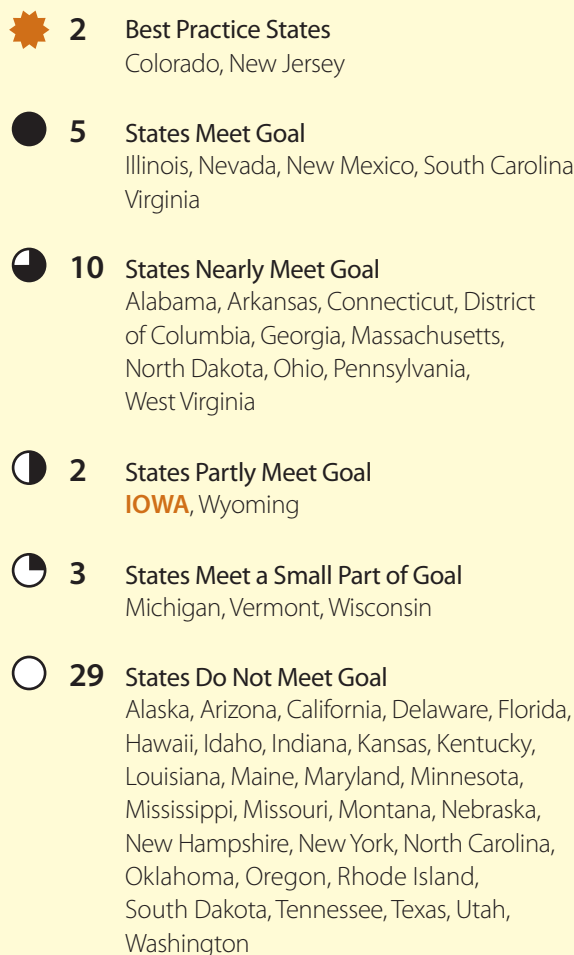 2 Best Practice States
Colorado, New Jersey
5 States Meet Goal
Illinois, Nevada, New Mexico, South Carolina
Virginia
10 States Nearly Meet Goal
Alabama, Arkansas, Connecticut, District
of Columbia, Georgia, Massachusetts,
North Dakota, Ohio, Pennsylvania,
West Virginia
2 States Partly Meet Goal
IOWA, Wyoming
3 States Meet a Small Part of Goal
Michigan, Vermont, Wisconsin
29 States Do Not Meet Goal
Alaska, Arizona, California, Delaware, Florida,
Hawaii, Idaho, Indiana, Kansas, Kentucky,
Louisiana, Maine, Maryland, Minnesota,
Mississippi, Missouri, Montana, Nebraska,
New Hampshire, New York, North Carolina,
Oklahoma, Oregon, Rhode Island,
South Dakota, Tennessee, Texas, Utah,
Washington